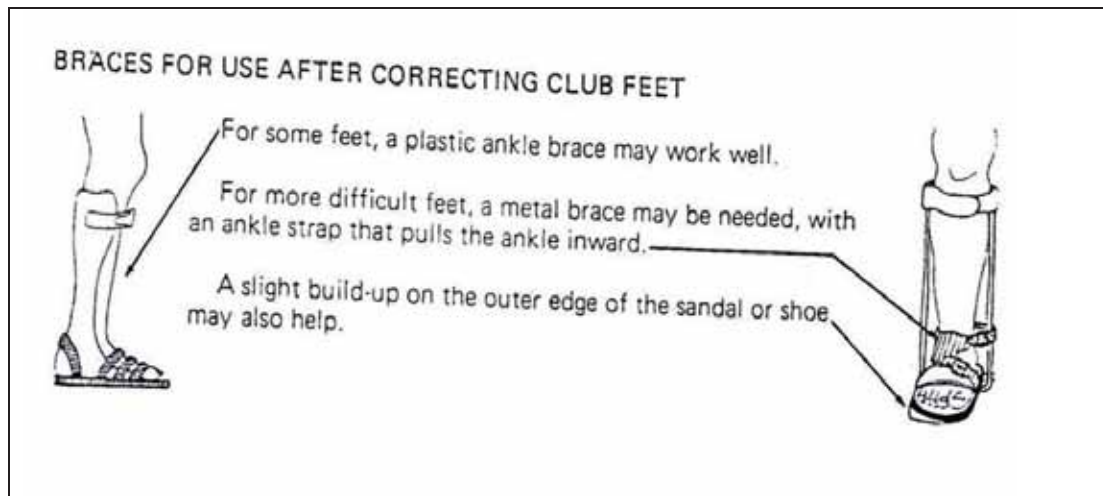 BRACES FOR USE AFTER CORRECTING CLUB FEET
For some feet, a plastic ankle brace may work well.
For more difficult feet, a metal brace may be needed, with
an ankle strap that pulls the ankle inward.
A slight build-up on the outer edge of the sandal or shoe
may also help.